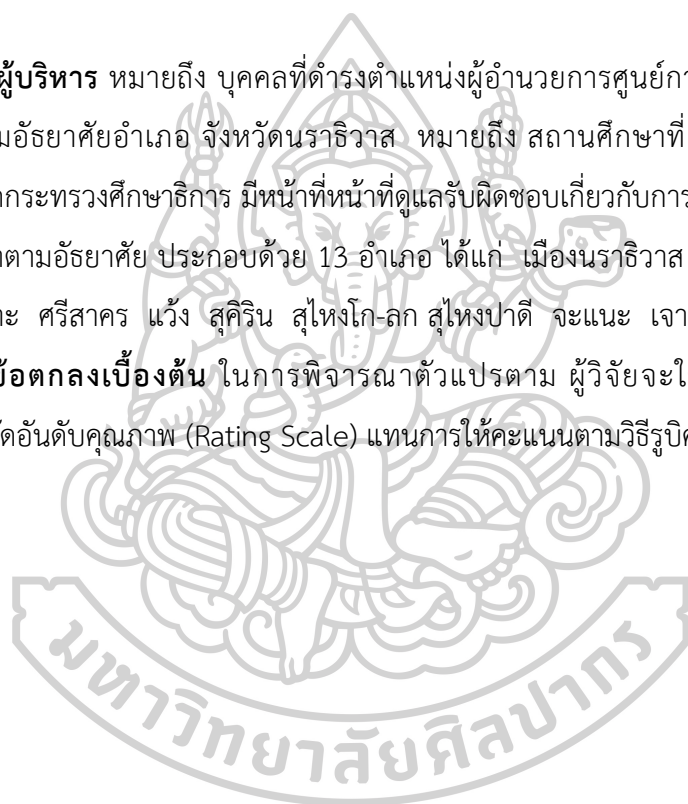 ผู้บริหาร หมายถึง บุคคลที่ดำรงตำแหน่งผู้อำนวยการศูนย์กา
มอัธยาศัยอำเภอ จังหวัดนราธิวาส หมายถึง สถานศึกษาที่
ากระทรวงศึกษาธิการ มีหน้าที่หน้าที่ดูแลรับผิดชอบเกี่ยวกับการ
าตามอัธยาศัย ประกอบด้วย 13 อำเภอ ได้แก่ เมืองนราธิวาส
าะ ศรีสาคร แว้ง สุคิริน สุไหงโก-ลก สุไหงปาดี จะแนะ เจา
ข้อตกลงเบื้องต้น ในการพิจารณาตัวแปรตาม ผู้วิจัยจะใ
ัดอันดับคุณภาพ (Rating Scale) แทนการให้คะแนนตามวิธีรูบิค
มหาวิทยาลัยศิลปากร